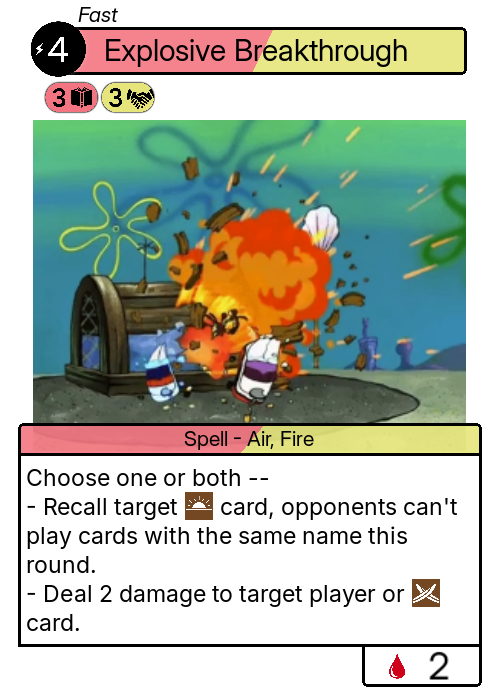 Fast
4 Explosive Breakthrough
3 3
Spell - Air, Fire
Choose one or both --
- Recall target card, opponents can't
play cards with the same name this
round.
- Deal 2 damage to target player or
card.
2